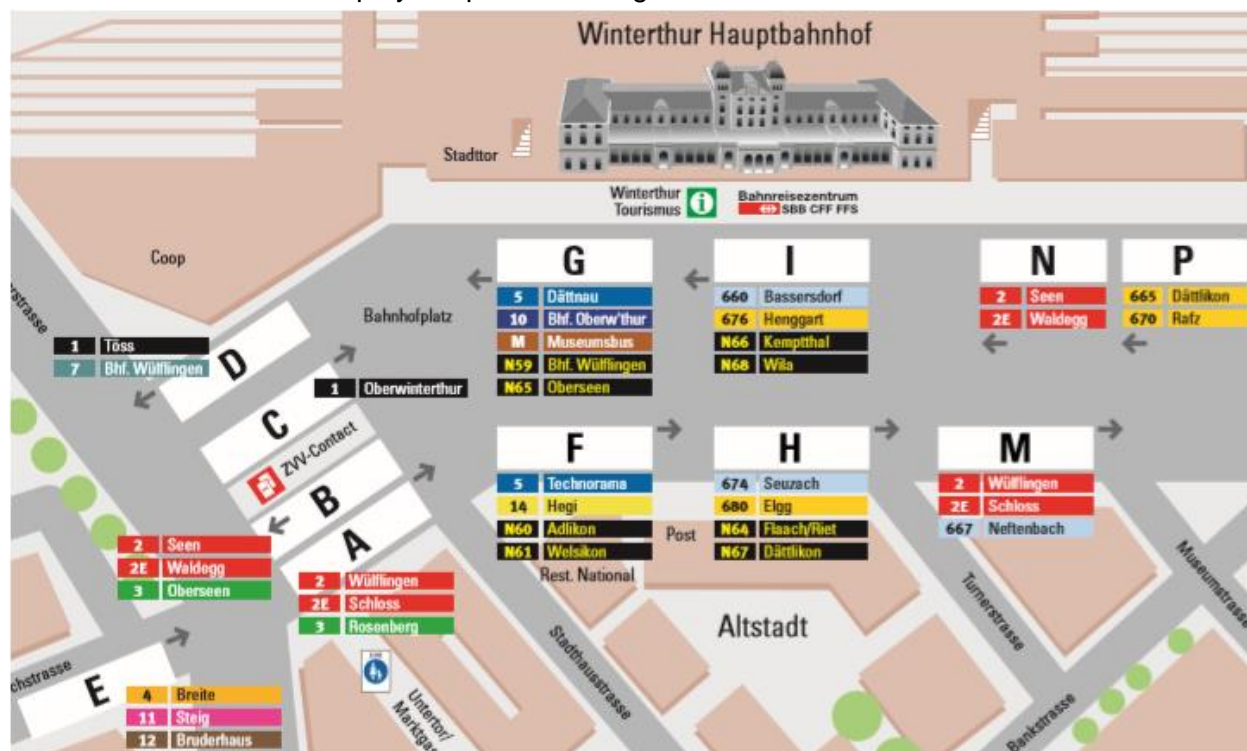 Winterthur Hauptbahnhof
Stadttor
Winterthur
Tourismus
i
Bahnreisezentrum
SBB CFF FFS
Coop
Bahnhofplatz
G
5 Dättnau
10 Bhf. Oberw'thur
M Museumsbus
N59 Bhf. Wülflingen
N65 Oberseen
I
660 Bassersdorf
676 Henggart
N66 Kemptthal
N68 Wila
N
2 Seen
2E Waldegg
P
665 Dättlikon
670 Rafz
D
1 Töss
7 Bhf. Wülflingen
C
1 Oberwinterthur
ZVV-Contact
B
2 Seen
2E Waldegg
3 Oberseen
A
2 Wülflingen
2E Schloss
3 Rosenberg
F
5 Technorama
14 Hegi
N60 Adlikon
N61 Welsikon
Rest. National
Post
H
674 Seuzach
680 Elgg
N64 Flaach/Riet
N67 Dättlikon
M
2 Wülflingen
2E Schloss
667 Neftenbach
Altstadt
E
4 Breite
11 Steig
12 Bruderhaus
Untertor/
Stadthausstrasse
Turnerstrasse
Museumstrasse
Bankstrasse